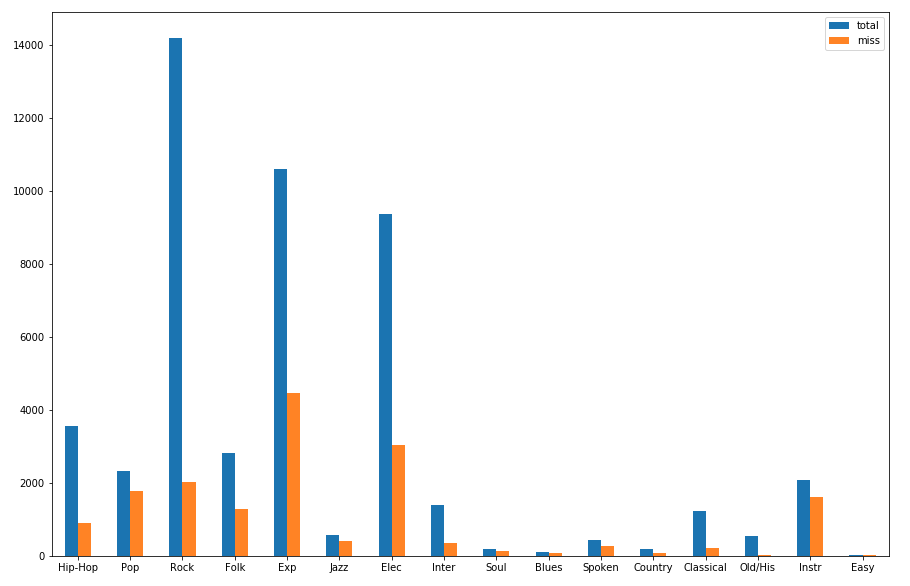 total
miss
14000
12000
10000
8000
6000
4000
2000
0
Hip-Hop Pop Rock Folk Exp Jazz Elec Inter Soul Blues Spoken Country Classical Old/His Instr Easy